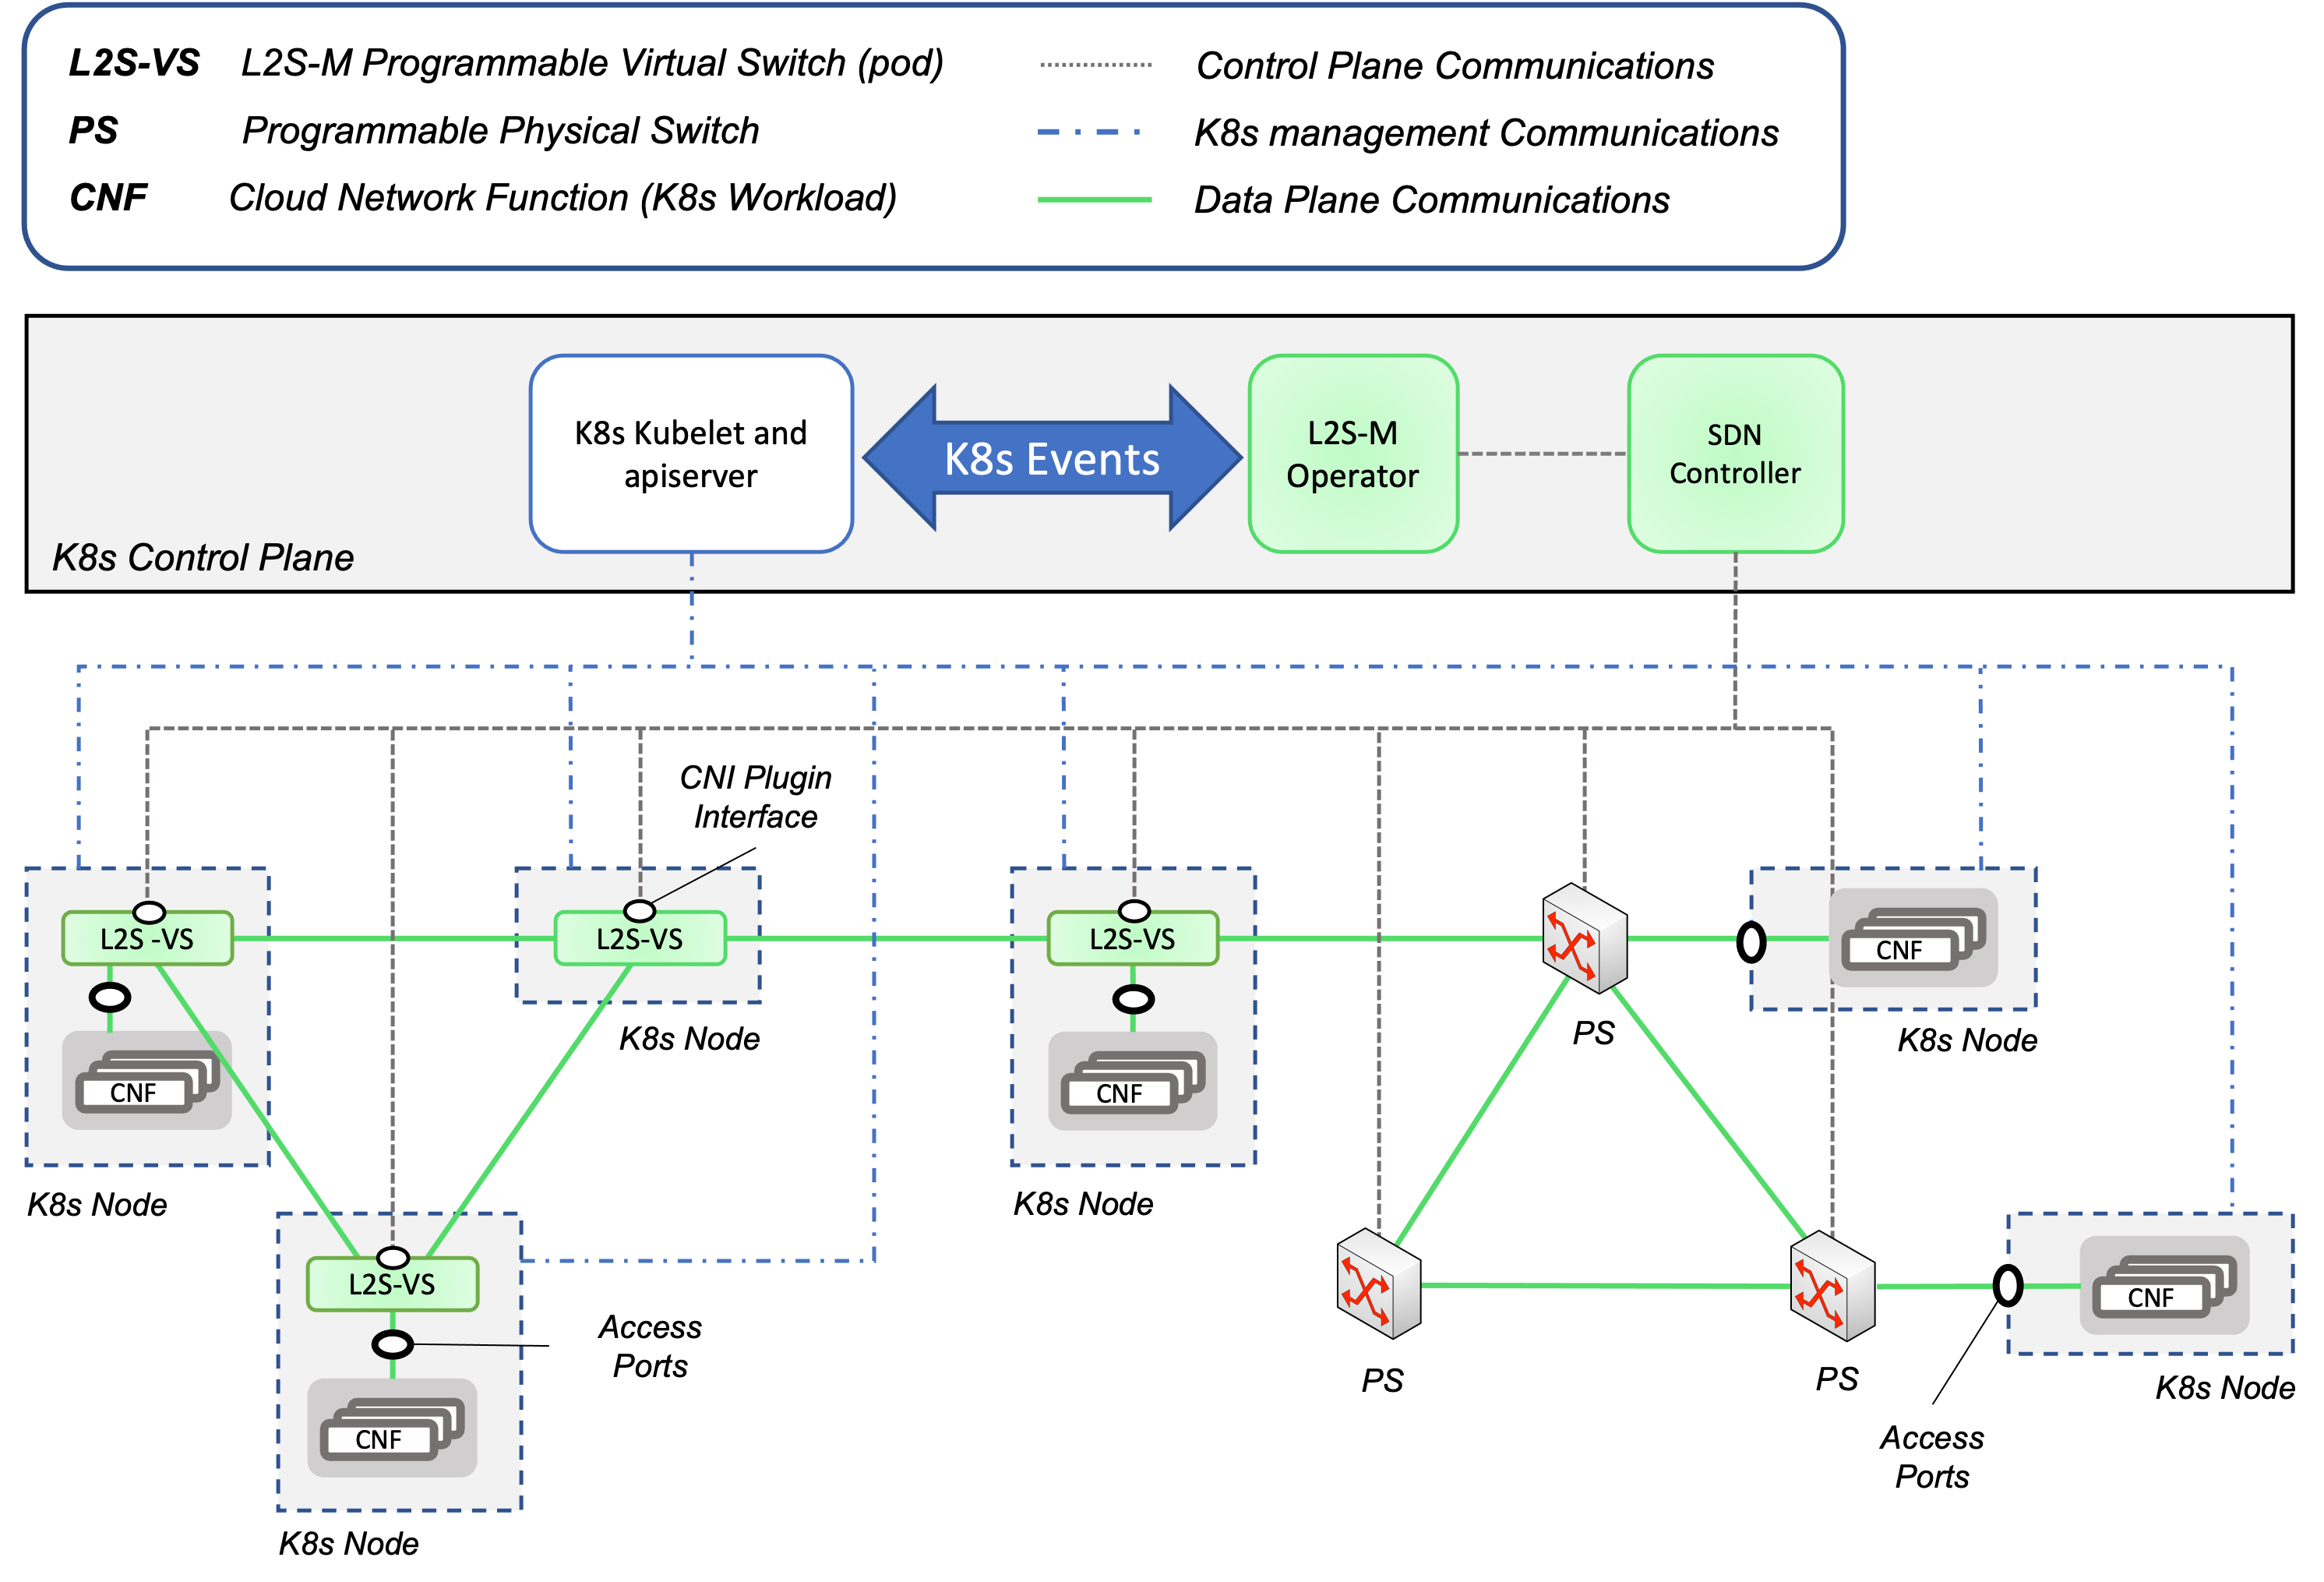 L2S-VS L2S-M Programmable Virtual Switch (pod)
PS Programmable Physical Switch
CNF Cloud Network Function (K8s Workload)
Control Plane Communications
K8s management Communications
Data Plane Communications
K8s Kubelet and
apiserver
K8s Events
L2S-M
Operator
SDN
Controller
K8s Control Plane
CNI Plugin
Interface
L2S -VS
L2S-VS
L2S-VS
CNF
CNF
K8s Node
PS
K8s Node
CNF
K8s Node
K8s Node
L2S-VS
Access
Ports
CNF
K8s Node
PS
PS
CNF
K8s Node
Access
Ports